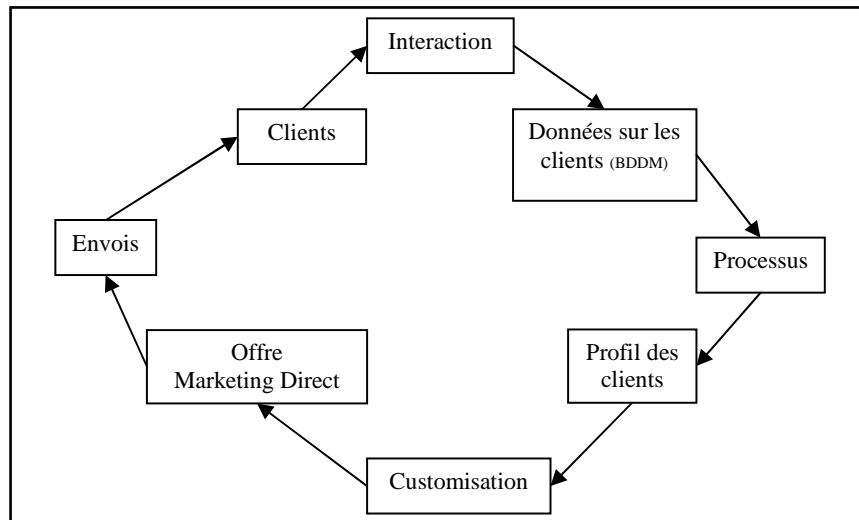 Interaction
Clients
Données sur les
clients (BDDM)
Envois
Processus
Offre
Marketing Direct
Profil des
clients
Customisation